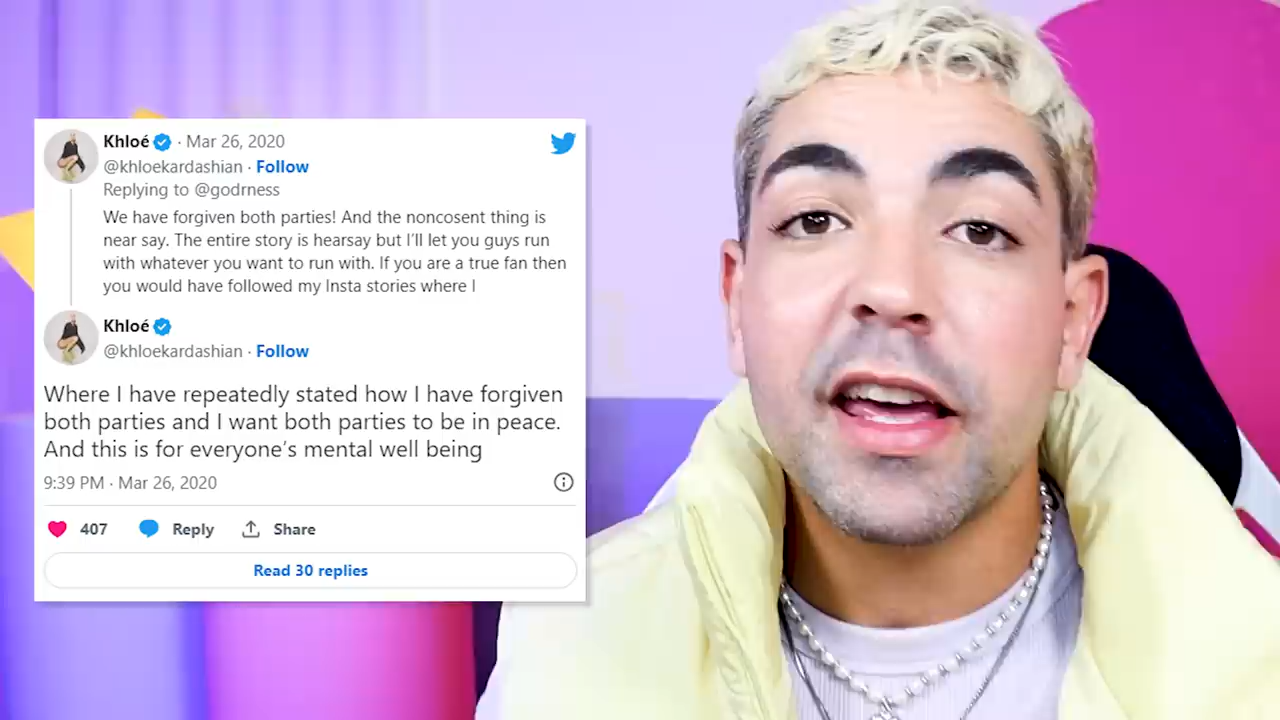 Khloé · Mar 26, 2020
@khloekardashian · Follow
Replying to @godrness
We have forgiven both parties! And the noncosent thing is
near say. The entire story is hearsay but I'll let you guys run
with whatever you want to run with. If you are a true fan then
you would have followed my Insta stories where I
Khloé
@khloekardashian · Follow
Where I have repeatedly stated how I have forgiven
both parties and I want both parties to be in peace.
And this is for everyone's mental well being
9:39 PM · Mar 26, 2020
407 Reply Share
Read 30 replies